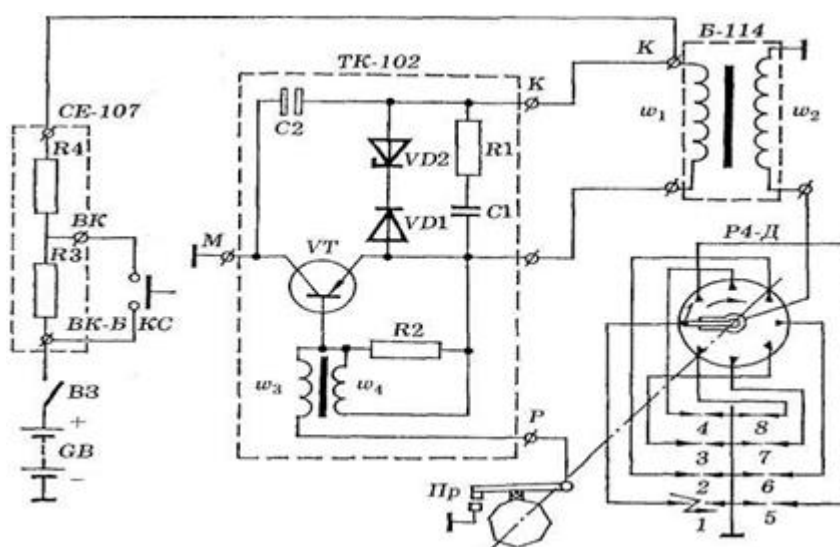 Б-114
К
ТК-102
К
СЕ-107
C2
w₁
w₂
R4
VD2
R1
ВК
C1
М
VT
VD1
Р4-Д
R3
ВК-Б
КС
R2
ВЗ
w₃
w₄
+
Р
4
8
GB
3
7
-
Пр
2
6
1
5